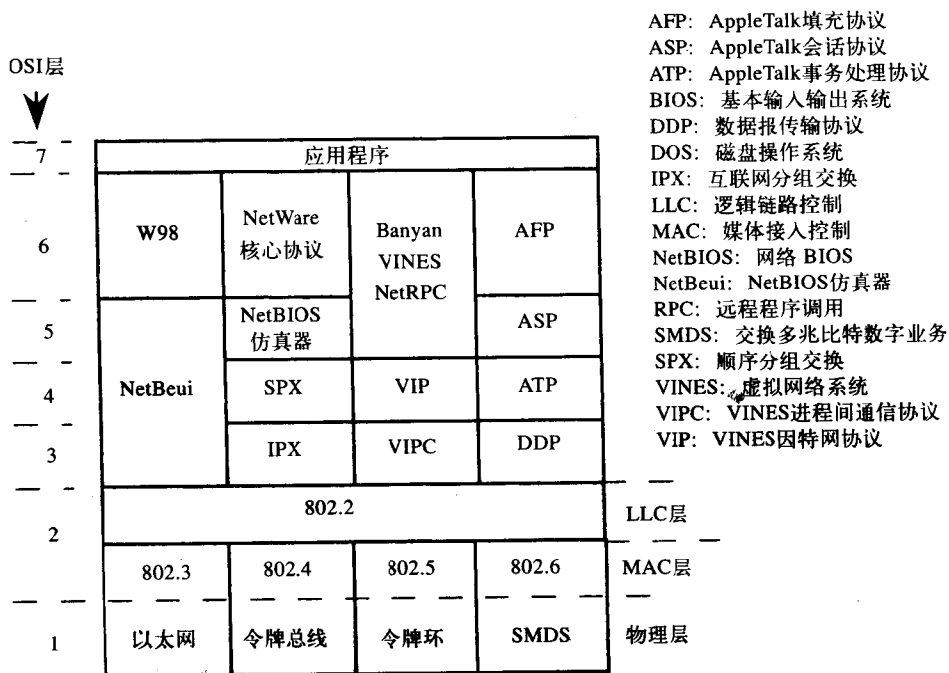 AFP: AppleTalk填充协议
ASP: AppleTalk会话协议
ATP: AppleTalk事务处理协议
BIOS: 基本输入输出系统
DDP: 数据报传输协议
DOS: 磁盘操作系统
IPX: 互联网分组交换
LLC: 逻辑链路控制
MAC: 媒体接入控制
NetBIOS: 网络 BIOS
NetBeui: NetBIOS仿真器
RPC: 远程程序调用
SMDS: 交换多兆比特数字业务
SPX: 顺序分组交换
VINES: 虚拟网络系统
VIPC: VINES进程间通信协议
VIP: VINES因特网协议
OSI层
7
应用程序
6
W98
NetWare
核心协议
Banyan
VINES
NetRPC
AFP
5
NetBIOS
仿真器
ASP
4
NetBeui
SPX
VIP
ATP
3
IPX
VIPC
DDP
2
802.2
LLC层
802.3
802.4
802.5
802.6
MAC层
1
以太网
令牌总线
令牌环
SMDS
物理层